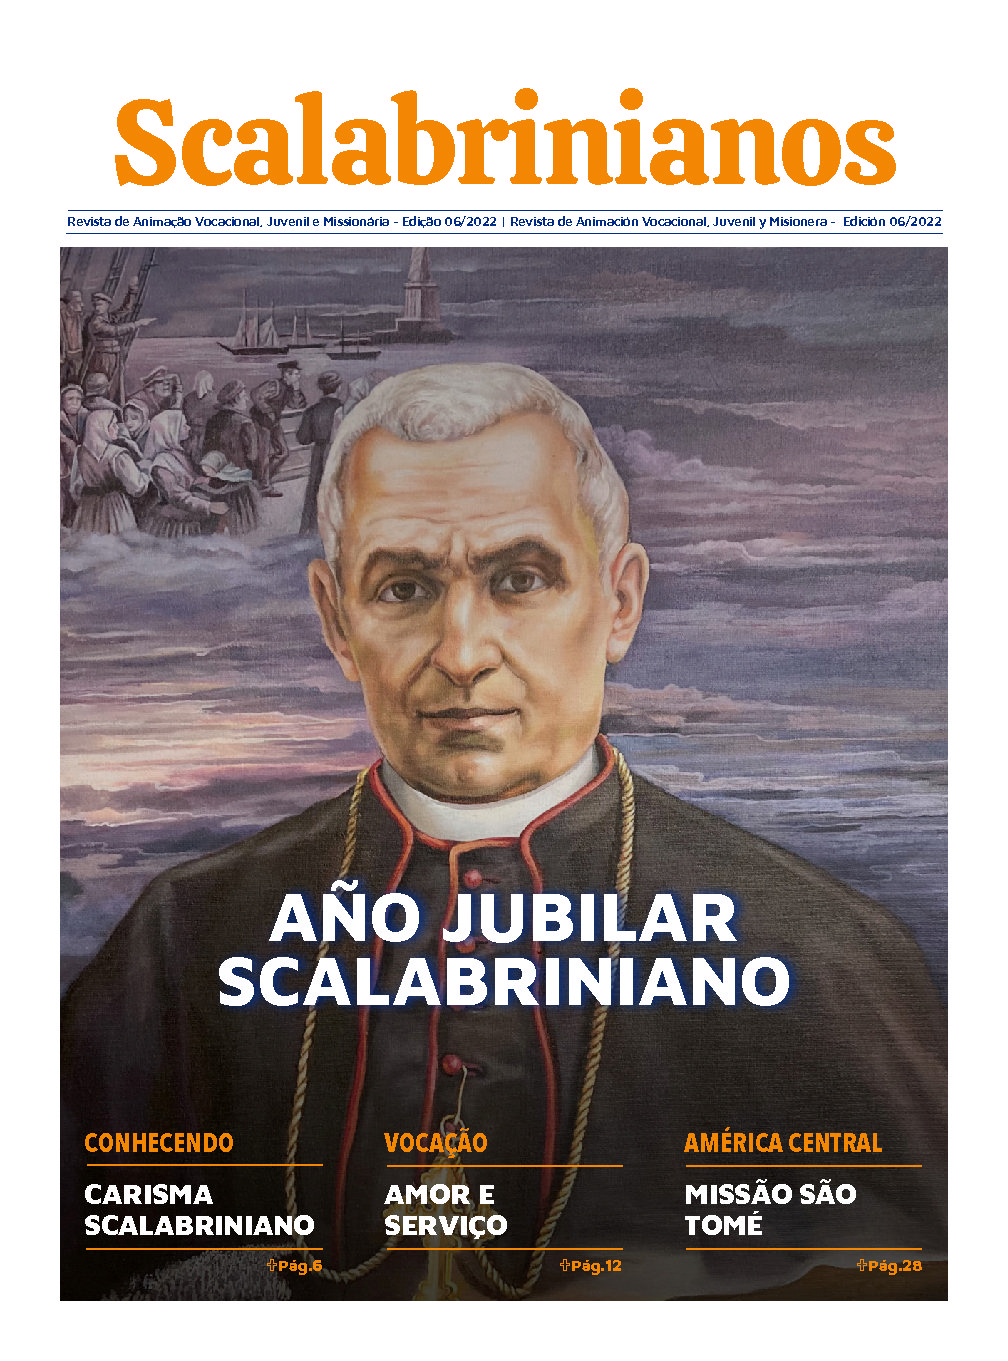 Scalabrinianos
Revista de Animação Vocacional, Juvenil e Missionária - Edição 06/2022 | Revista de Animación Vocacional, Juvenil y Misionera - Edición 06/2022
AÑO JUBILAR
SCALABRINIANO
CONHECENDO
CARISMA
SCALABRINIANO
Pág.6
VOCAÇÃO
AMOR E
SERVIÇO
Pág.12
AMÉRICA CENTRAL
MISSÃO SÃO
TOMÉ
Pág.28